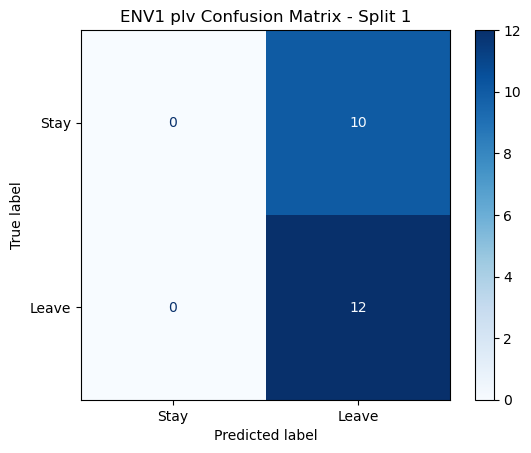 ENV1 plv Confusion Matrix - Split 1
12
10
8
6
4
2
0
True label
Stay
0
10
Leave
0
12
Stay
Leave
Predicted label